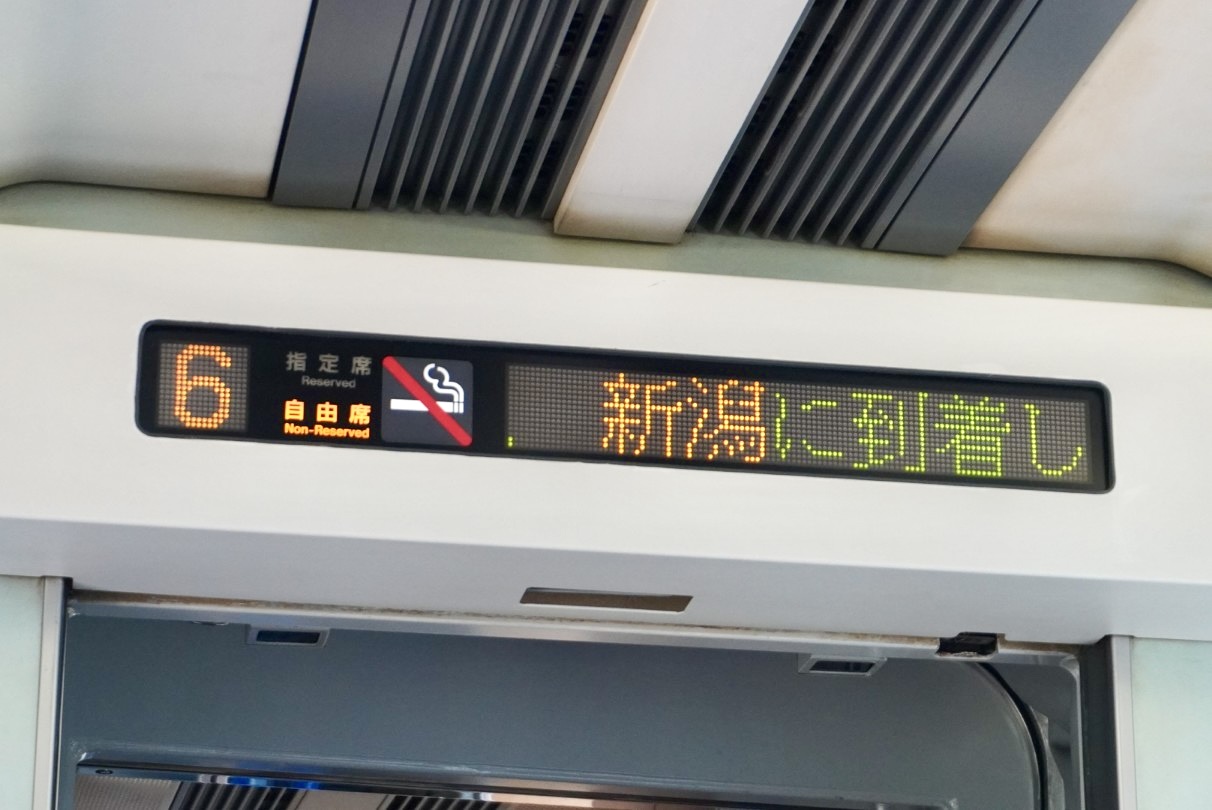 6
指定席
Reserved
自由席
Non-Reserved
新潟に到着し